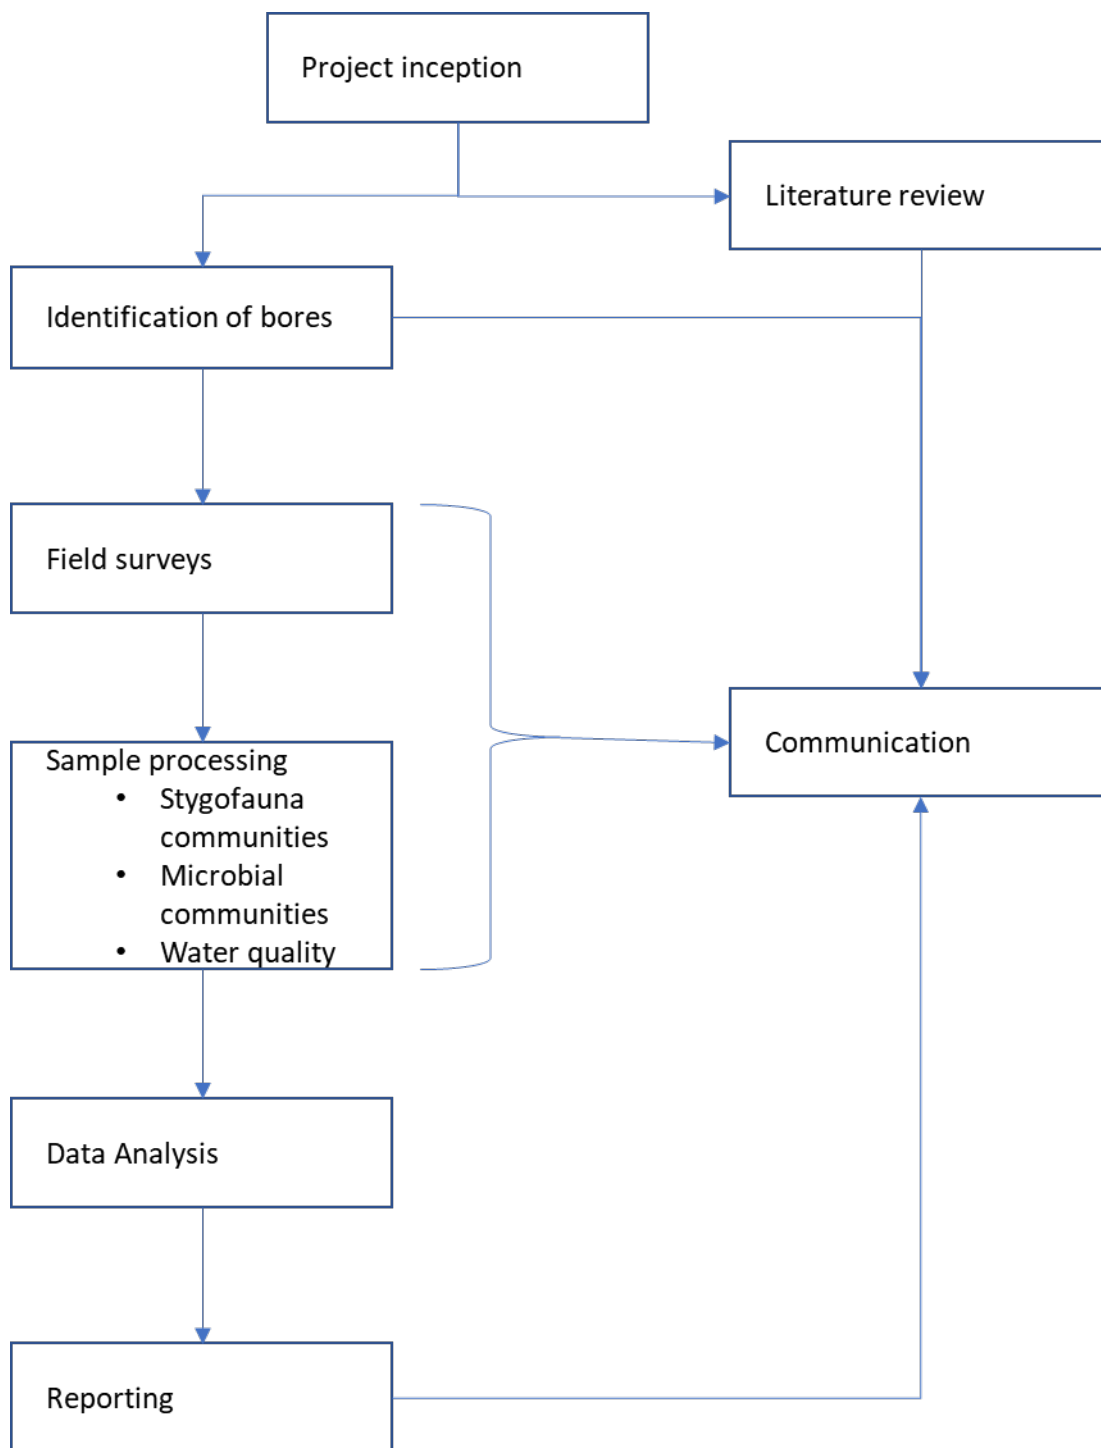 Project inception
Literature review
Identification of bores
Field surveys
Sample processing
• Stygofauna
communities
• Microbial
communities
• Water quality
Communication
Data Analysis
Reporting